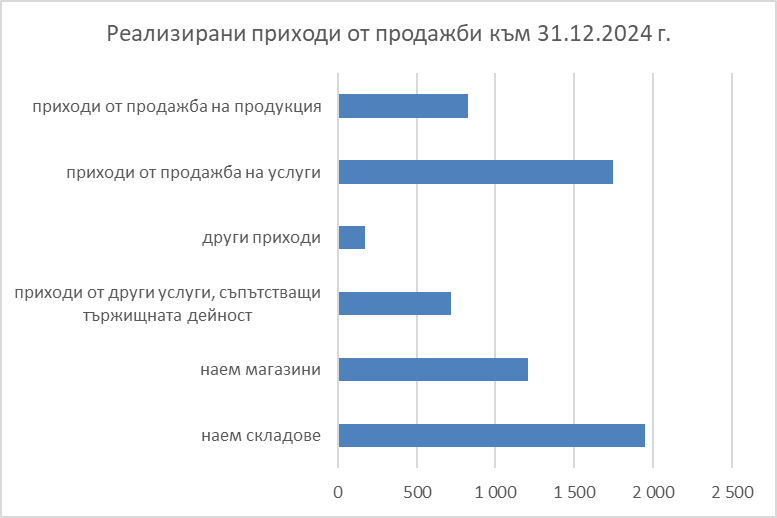 Реализирани приходи от продажби към 31.12.2024 г.
приходи от продажба на продукция
приходи от продажба на услуги
други приходи
приходи от други услуги, съпътстващи
тържищната дейност
наем магазини
наем складове
0 500 1 000 1 500 2 000 2 500